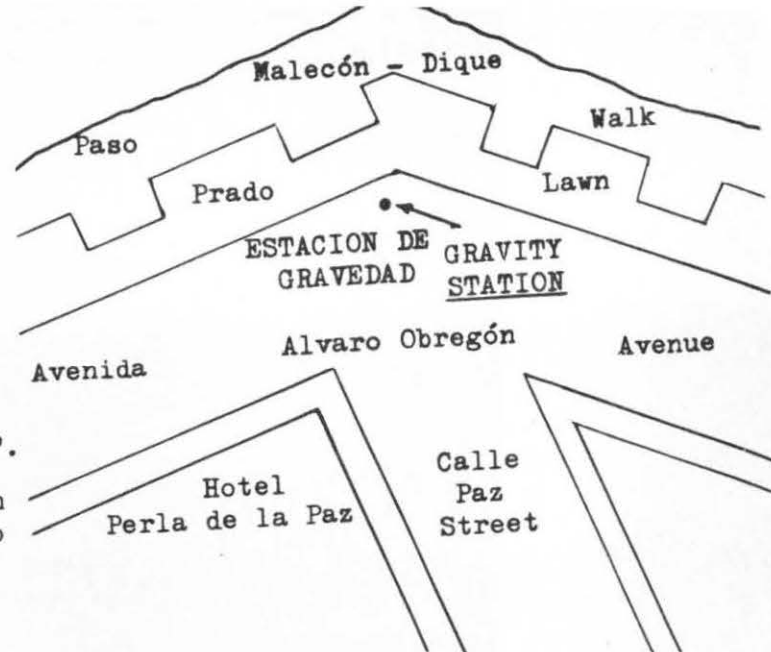 Malecón - Dique
Paso
Walk
Prado
Lawn
ESTACION DE
GRAVEDAD
GRAVITY
STATION
Avenida
Alvaro Obregón
Avenue
Hotel
Perla de la Paz
Calle
Paz
Street